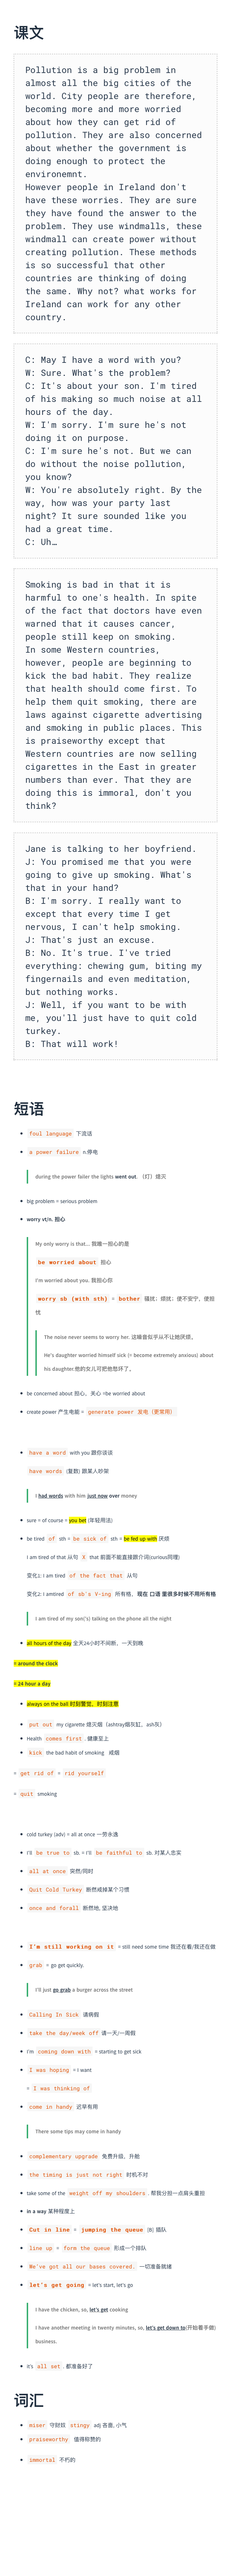 课文
Pollution is a big problem in
almost all the big cities of the
world. City people are therefore,
becoming more and more worried
about how they can get rid of
pollution. They are also concerned
about whether the government is
doing enough to protect the
environemnt.
However people in Ireland don't
have these worries. They are sure
they have found the answer to the
problem. They use windmills, these
windmall can create power without
creating pollution. These methods
is so successful that other
countries are thinking of doing
the same. Why not? what works for
Ireland can work for any other
country.
C: May I have a word with you?
W: Sure. What's the problem?
C: It's about your son. I'm tired
of his making so much noise at all
hours of the day.
W: I'm sorry. I'm sure he's not
doing it on purpose.
C: I'm sure he's not. But we can
do without the noise pollution,
you know?
W: You're absolutely right. By the
way, how was your party last
night? It sure sounded like you
had a great time.
C: Uh…
Smoking is bad in that it is
harmful to one's health. In spite
of the fact that doctors have even
warned that it causes cancer,
people still keep on smoking.
In some Western countries,
however, people are beginning to
kick the bad habit. They realize
that health should come first. To
help them quit smoking, there are
laws against cigarette advertising
and smoking in public places. This
is praiseworthy except that
Western countries are now selling
cigarettes in the East in greater
numbers than ever. That they are
doing this is immoral, don't you
think?
Jane is talking to her boyfriend.
J: You promised me that you were
going to give up smoking. What's
that in your hand?
B: I'm sorry. I really want to
except that every time I get
nervous, I can't help smoking.
J: That's just an excuse.
B: No. It's true. I've tried
everything: chewing gum, biting my
fingernails and even meditation,
but nothing works.
J: Well, if you want to be with
me, you'll just have to quit cold
turkey.
B: That will work!
短语
foul language 下流话
a power failure n.停电
during the power failer the lights went out. （灯）熄灭
big problem = serious problem
worry vt/n. 担心
My only worry is that... 我唯一担心的是
be worried about 担心
I'm worried about you. 我担心你
worry sb (with sth) = bother 骚扰：烦扰：使不安宁，使担
忧
The noise never seems to worry her. 这噪音似乎从不让她厌烦。
He's daughter worried himself sick (= become extremely anxious) about
his daughter.他的女儿可把他愁坏了。
be concerned about 担心、关心 =be worried about
create power 产生电能 = generate power 发电（更常用）
have a word with you 跟你谈谈
have words (复数) 跟某人吵架
I had words with him just now over money
sure = of course = you bet (年轻用法)
be tired of sth = be sick of sth = be fed up with 厌烦
I am tired of that 从句 X that 前面不能直接跟介词(curious同理)
变化1: I am tired of the fact that 从句
变化2: I amtired of sb's V-ing 所有格，现在 口语 里很多时候不用所有格
I am tired of my son('s) talking on the phone all the night
all hours of the day 全天24小时不间断、一天到晚
= around the clock
= 24 hour a day
always on the ball 时刻警觉、时刻注意
put out my cigarette 熄灭烟（ashtray烟灰缸，ash灰）
Health comes first . 健康至上
kick the bad habit of smoking 戒烟
= get rid of = rid yourself
= quit smoking
cold turkey (adv) = all at once 一劳永逸
I'll be true to sb. = I'll be faithful to sb. 对某人忠实
all at once 突然/同时
Quit Cold Turkey 断然戒掉某个习惯
once and forall 断然地, 坚决地
I'm still working on it = still need some time 我还在看/我还在做
grab = go get quickly.
I'll just go grab a burger across the street
Calling In Sick 请病假
take the day/week off 请一天/一周假
I'm coming down with = starting to get sick
I was hoping = I want
= I was thinking of
come in handy 迟早有用
There some tips may come in handy
complementary upgrade 免费升级、升舱
the timing is just not right 时机不对
take some of the weight off my shoulders . 帮我分担一点肩头重担
in a way 某种程度上
Cut in line = jumping the queue [B] 插队
line up = form the queue 形成一个排队
We've got all our bases covered. 一切准备就绪
let's get going = let's start, let's go
I have the chicken, so, let's get cooking
I have another meeting in twenty minutes, so, let's get down to(开始着手做)
business.
It's all set . 都准备好了
词汇
miser 守财奴 stingy adj 吝啬, 小气
praiseworthy 值得称赞的
immortal 不朽的